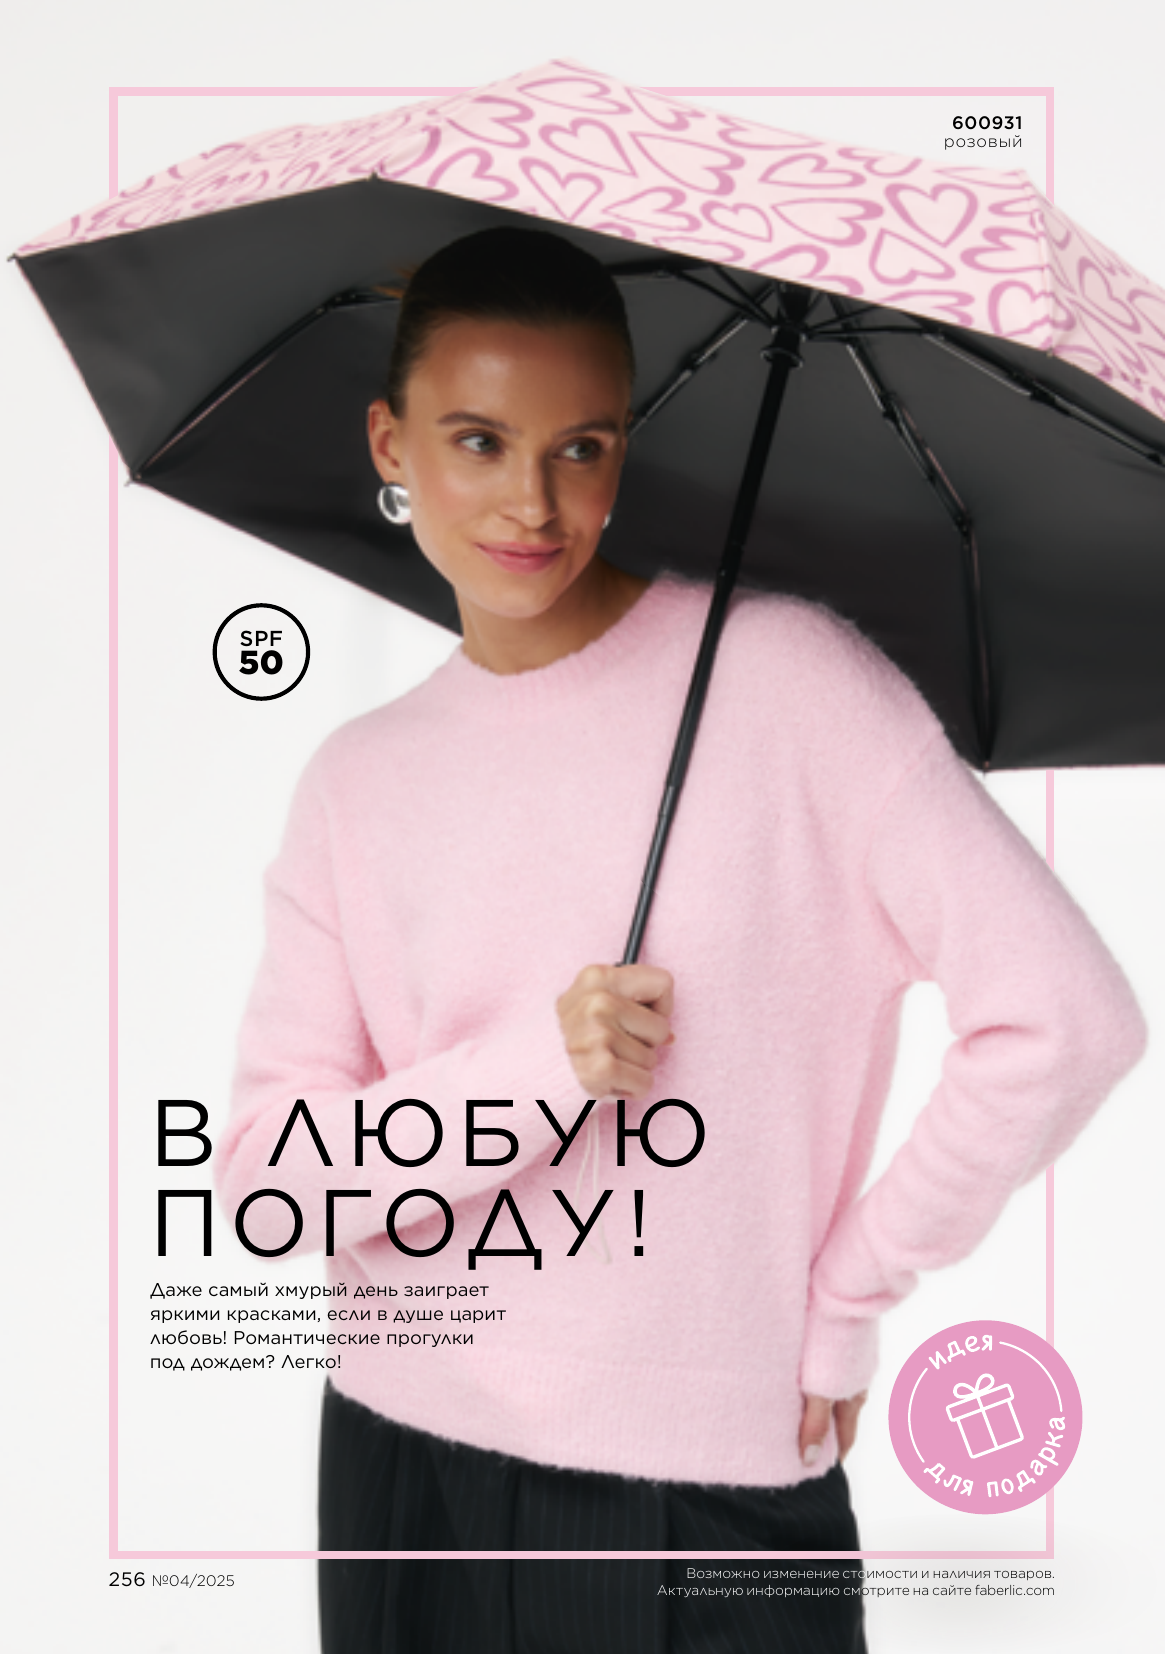 600931
розовый
SPF
50
В ЛЮБУЮ
ПОГОДУ!
Даже самый хмурый день заиграет
яркими красками, если в душе царит
любовь! Романтические прогулки
под дождем? Легко!
идея
для подарка
256 №04/2025
Возможно изменение стоимости и наличия товаров.
Актуальную информацию смотрите на сайте faberlic.com